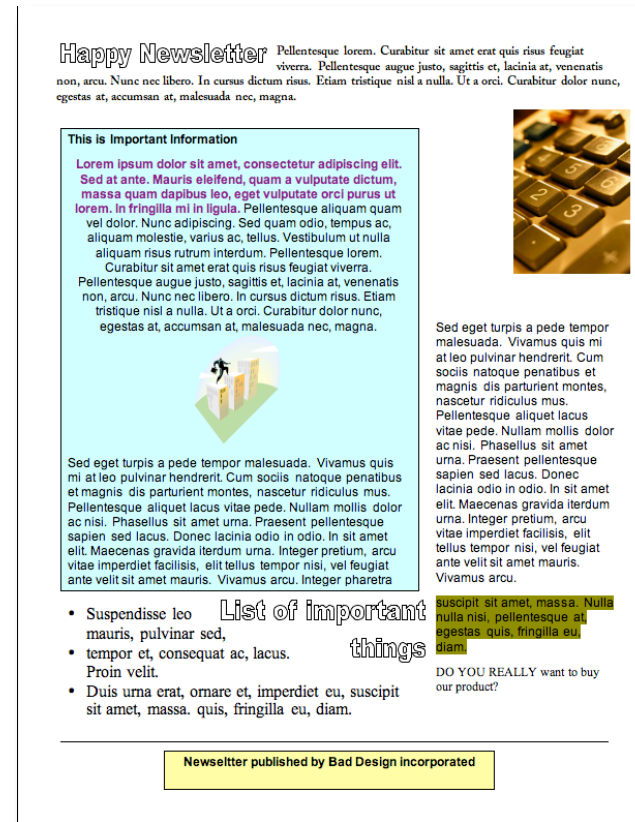 Happy Newsletter Pellentesque lorem. Curabitur sit amet erat quis risus feugiat
viverra. Pellentesque augue justo, sagittis et, lacinia at, venenatis
non, arcu. Nunc nec libero. In cursus dictum risus. Etiam tristique nisl a nulla. Ut a orci. Curabitur dolor nunc,
egestas at, accumsan at, malesuada nec, magna.
This is Important Information
Lorem ipsum dolor sit amet, consectetur adipiscing elit.
Sed at ante. Mauris eleifend, quam a vulputate dictum,
massa quam dapibus leo, eget vulputate orci purus ut
lorem. In fringilla mi in ligula. Pellentesque aliquam quam
vel dolor. Nunc adipiscing. Sed quam odio, tempus ac,
aliquam molestie, varius ac, tellus. Vestibulum ut nulla
aliquam risus rutrum interdum. Pellentesque lorem.
Curabitur sit amet erat quis risus feugiat viverra.
Pellentesque augue justo, sagittis et, lacinia at, venenatis
non, arcu. Nunc nec libero. In cursus dictum risus. Etiam
tristique nisl a nulla. Ut a orci. Curabitur dolor nunc,
egestas at, accumsan at, malesuada nec, magna.
Sed eget turpis a pede tempor malesuada. Vivamus quis
mi at leo pulvinar hendrerit. Cum sociis natoque penatibus
et magnis dis parturient montes, nascetur ridiculus mus.
Pellentesque aliquet lacus vitae pede. Nullam mollis dolor
ac nisi. Phasellus sit amet urna. Praesent pellentesque
sapien sed lacus. Donec lacinia odio in odio. In sit amet
elit. Maecenas gravida iterdum urna. Integer pretium, arcu
vitae imperdiet facilisis, elit tellus tempor nisi, vel feugiat
ante velit sit amet mauris. Vivamus arcu. Integer pharetra
List of important
things
• Suspendisse leo
mauris, pulvinar sed,
• tempor et, consequat ac, lacus.
Proin velit.
• Duis urna erat, ornare et, imperdiet eu, suscipit
sit amet, massa. quis, fringilla eu, diam.
6
5
2
3
Sed eget turpis a pede tempor
malesuada. Vivamus quis mi
at leo pulvinar hendrerit. Cum
sociis natoque penatibus et
magnis dis parturient montes,
nascetur ridiculus mus.
Pellentesque aliquet lacus
vitae pede. Nullam mollis dolor
ac nisi. Phasellus sit amet
urna. Praesent pellentesque
sapien sed lacus. Donec
lacinia odio in odio. In sit amet
elit. Maecenas gravida iterdum
urna. Integer pretium, arcu
vitae imperdiet facilisis, elit
tellus tempor nisi, vel feugiat
ante velit sit amet mauris.
Vivamus arcu.
suscipit sit amet, massa. Nulla
nulla nisi, pellentesque at,
egestas quis, fringilla eu,
diam.
DO YOU REALLY want to buy
our product?
Newseltter published by Bad Design incorporated